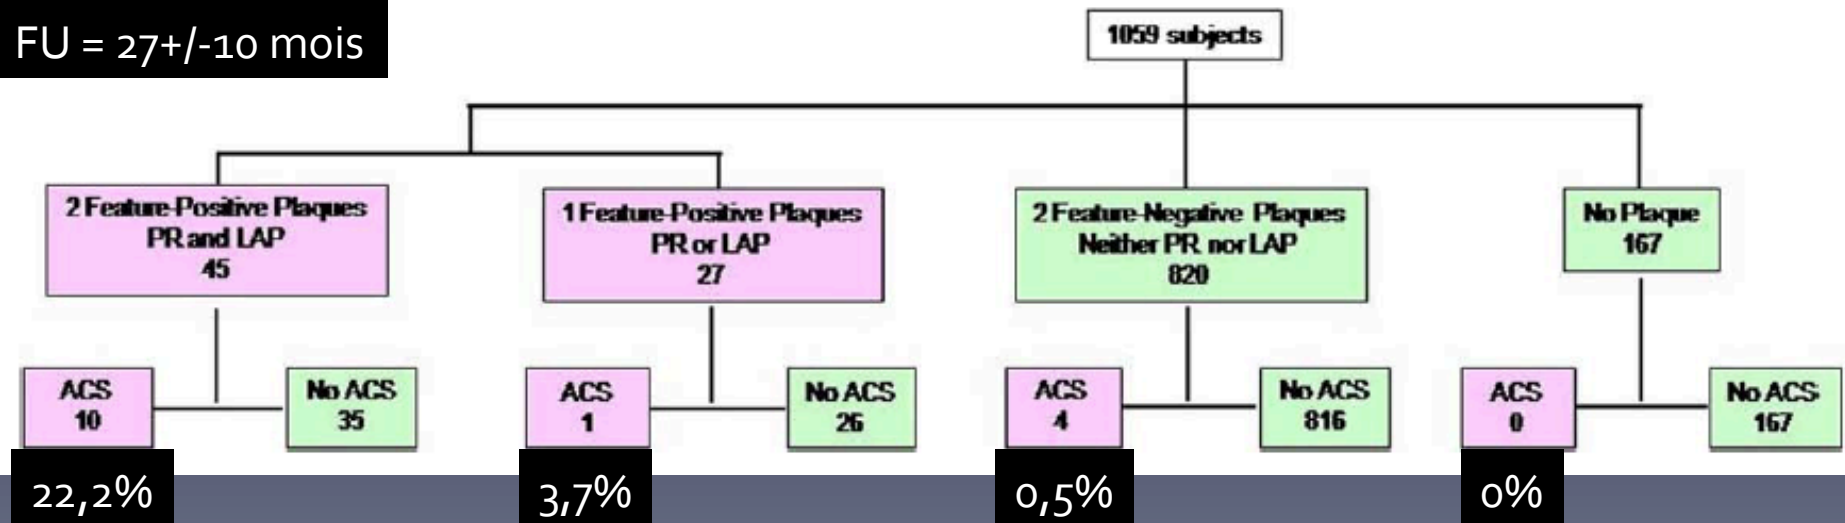 FU = 27+/-10 mois
1059 subjects
2 Feature-Positive Plaques
PR and LAP
45
1 Feature-Positive Plaques
PR or LAP
27
2 Feature-Negative Plaques
Neither PR nor LAP
820
No Plaque
167
ACS
10
No ACS
35
ACS
1
No ACS
26
ACS
4
No ACS
816
ACS
0
No ACS
167
22,2%
3,7%
0,5%
0%